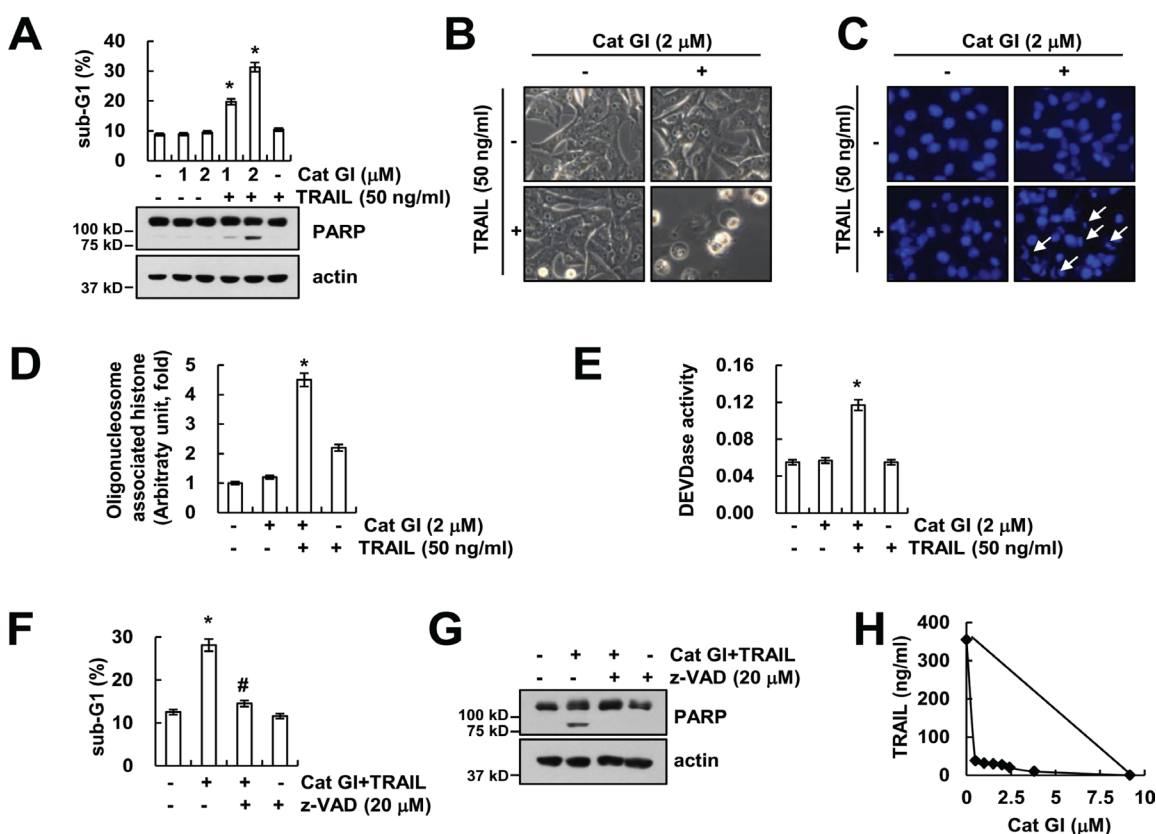 A
sub-G1 (%)
40
30
20
10
0
- 1 2 1 2 - Cat GI (μM)
- - - + + + TRAIL (50 ng/ml)
* *
100 kD
75 kD
PARP
37 kD
actin
B
Cat GI (2 μM)
- +
TRAIL (50 ng/ml)
-
+
C
Cat GI (2 μM)
- +
TRAIL (50 ng/ml)
-
+
D
Oligonucleosome
associated histone
(Arbitraty unit, fold)
5
4
3
2
1
0
*
- + + - Cat GI (2 μM)
- - + + TRAIL (50 ng/ml)
E
DEVDase activity
0.16
0.12
0.08
0.04
0.00
*
- + + - Cat GI (2 μM)
- - + + TRAIL (50 ng/ml)
F
sub-G1 (%)
30
20
10
0
* #
- + + - Cat GI+TRAIL
- - + + z-VAD (20 μM)
G
- + + - Cat GI+TRAIL
- - + + z-VAD (20 μM)
100 kD
75 kD
PARP
37 kD
actin
H
TRAIL (ng/ml)
400
300
200
100
0
0 2.5 5 7.5 10
Cat GI (μM)